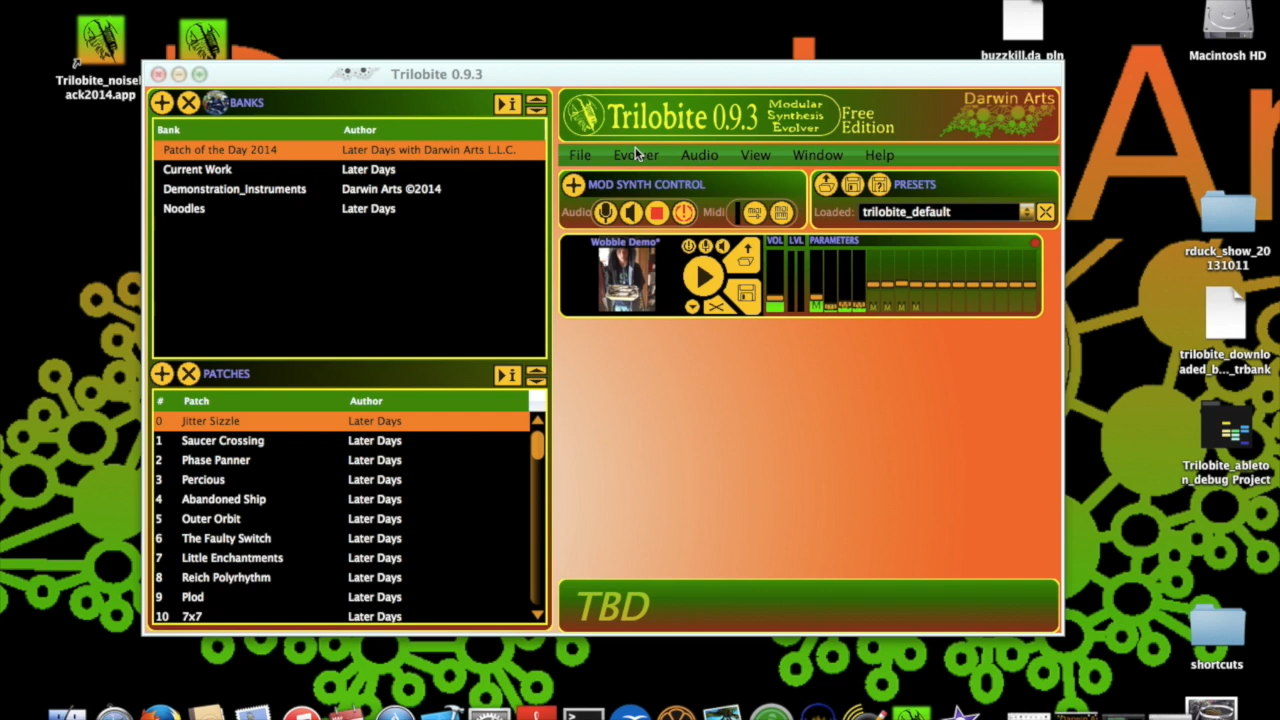 Trilobite_noiseh
ack2014.app
buzzkill.da_pln
Macintosh HD
Trilobite 0.9.3
BANKS
Bank Author
Patch of the Day 2014 Later Days with Darwin Arts L.L.C.
Current Work Later Days
Demonstration_Instruments Darwin Arts ©2014
Noodles Later Days
PATCHES
# Patch Author
0 Jitter Sizzle Later Days
1 Saucer Crossing Later Days
2 Phase Panner Later Days
3 Percious Later Days
4 Abandoned Ship Later Days
5 Outer Orbit Later Days
6 The Faulty Switch Later Days
7 Little Enchantments Later Days
8 Reich Polyrhythm Later Days
9 Plod Later Days
10 7x7 Later Days
Trilobite 0.9.3
Modular
Synthesis
Evolver
Free
Edition
Darwin Arts
File Evolver Audio View Window Help
MOD SYNTH CONTROL
Audio Midi
PRESETS
Loaded: trilobite_default
Wobble Demo*
VOL LVL PARAMETERS
M M M M M
TBD
Ar
rduck_show_20
131011
trilobite_downlo
aded_b..._trbank
Trilobite_ableto
n_debug Project
shortcuts